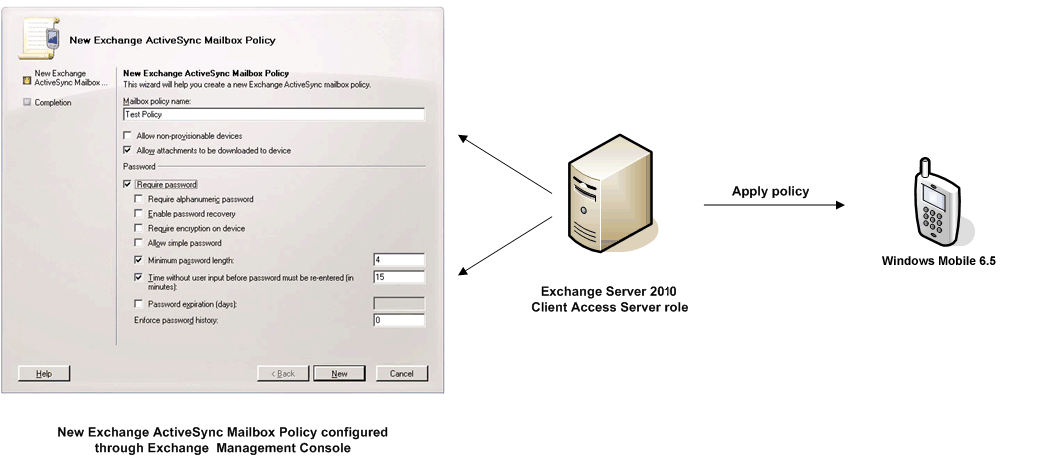 New Exchange ActiveSync Mailbox Policy
New Exchange
ActiveSync Mailbox ...
Completion
New Exchange ActiveSync Mailbox Policy
This wizard will help you create a new Exchange ActiveSync mailbox policy.
Mailbox policy name:
Test Policy
Allow non-provisionable devices
Allow attachments to be downloaded to device
Password
Require password
Require alphanumeric password
Enable password recovery
Require encryption on device
Allow simple password
Minimum password length: 4
Time without user input before password must be re-entered (in 15
minutes):
Password expiration (days):
Enforce password history: 0
Help
< Back
New
Cancel
New Exchange ActiveSync Mailbox Policy configured
through Exchange Management Console
Exchange Server 2010
Client Access Server role
Apply policy
Windows Mobile 6.5